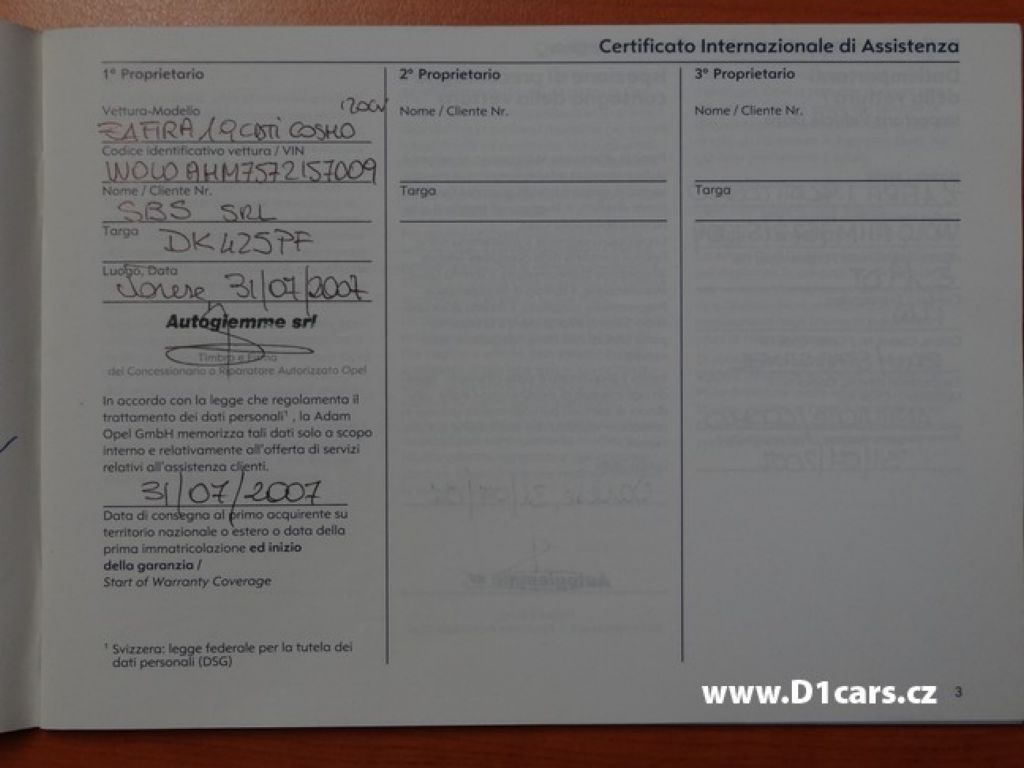 Certificato Internazionale di Assistenza
1° Proprietario
Vettura-Modello
ZAFIRA 1.9 CDTI COSMO
Codice identificativo vettura / VIN
W0L0AHM7572157009
Nome / Cliente Nr.
SBS SRL
Targa
DK425PF
Luogo, Data
31/07/2007
Autogiemme srl
Timbro e Firma
del Concessionario o Riparatore Autorizzato Opel
In accordo con la legge che regolamenta il
trattamento dei dati personali¹ , la Adam
Opel GmbH memorizza tali dati solo a scopo
interno e relativamente all'offerta di servizi
relativi all'assistenza clienti.
31/07/2007
Data di consegna al primo acquirente su
territorio nazionale o estero o data della
prima immatricolazione ed inizio
della garanzia /
Start of Warranty Coverage
¹ Svizzera: legge federale per la tutela dei
dati personali (DSG)
2° Proprietario
Nome / Cliente Nr.
Targa
3° Proprietario
Nome / Cliente Nr.
Targa
www.D1cars.cz
3